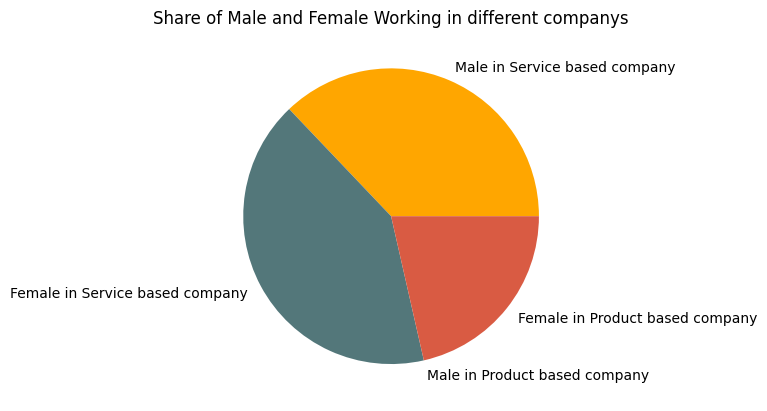 Share of Male and Female Working in different companys
Male in Service based company
Female in Service based company
Female in Product based company
Male in Product based company